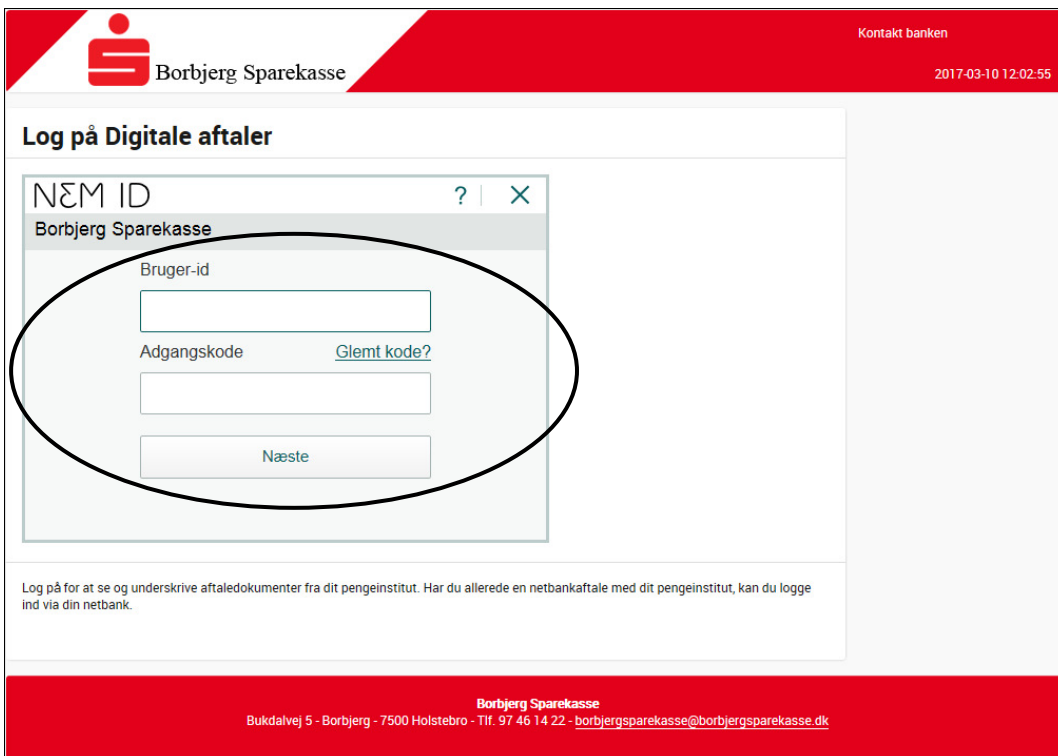 Borbjerg Sparekasse
Kontakt banken
2017-03-10 12:02:55
Log på Digitale aftaler
NEM ID
?
Borbjerg Sparekasse
Bruger-id
Adgangskode Glemt kode?
Næste
Log på for at se og underskrive aftaledokumenter fra dit pengeinstitut. Har du allerede en netbankaftale med dit pengeinstitut, kan du logge
ind via din netbank.
Borbjerg Sparekasse
Bukdalvej 5 - Borbjerg - 7500 Holstebro - Tlf. 97 46 14 22 - borbjergsparekasse@borbjergsparekasse.dk